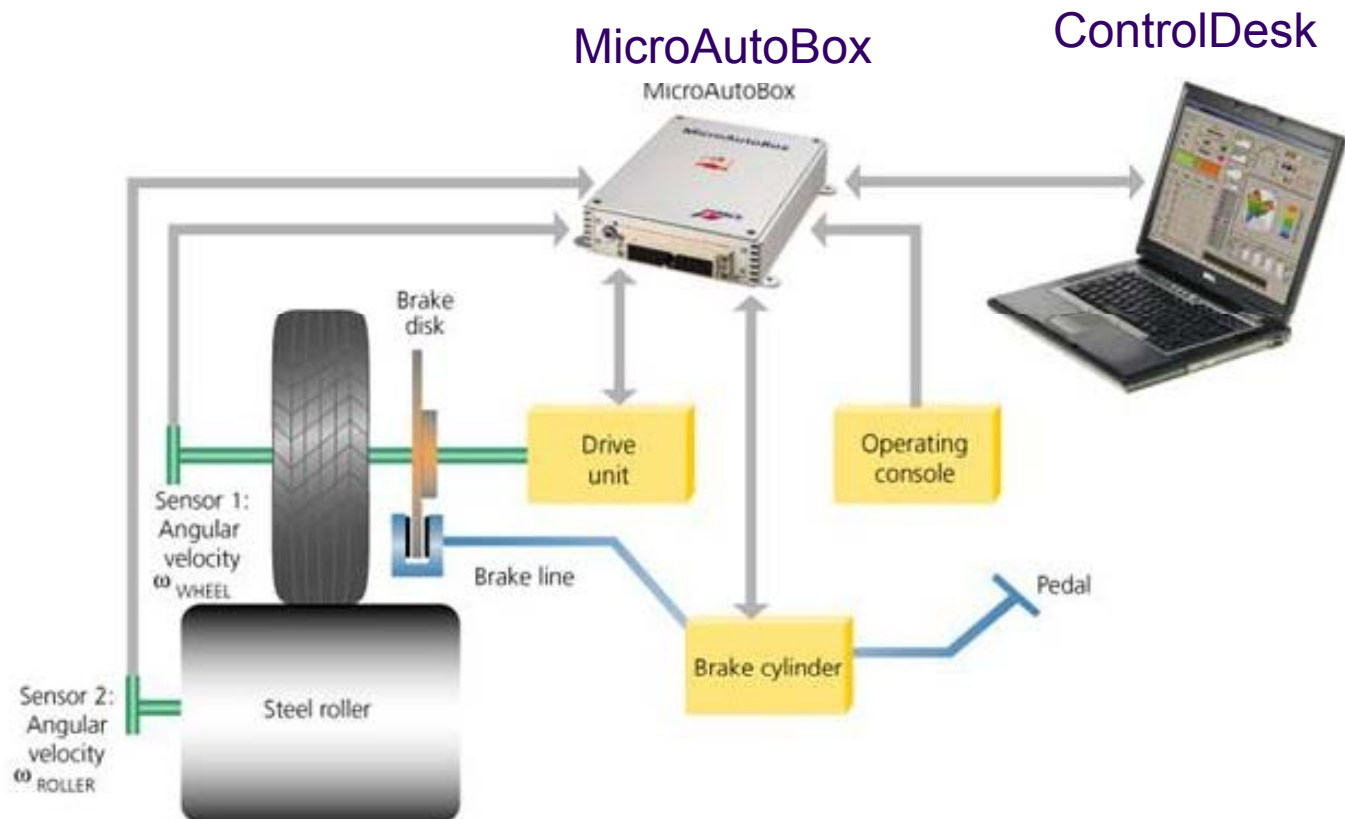 MicroAutoBox
ControlDesk
MicroAutoBox
MicroAutoBox
Brake
disk
Drive
unit
Operating
console
Sensor 1:
Angular
velocity
ω WHEEL
Brake line
Pedal
Brake cylinder
Steel roller
Sensor 2:
Angular
velocity
ω ROLLER